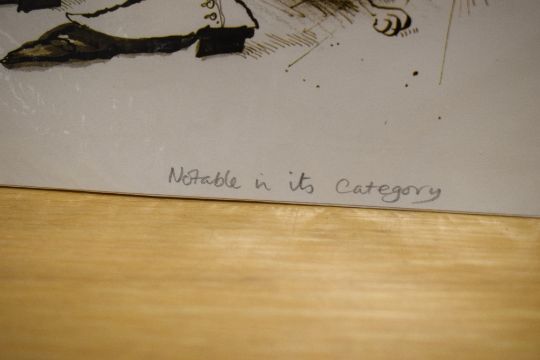 Notable in its Category